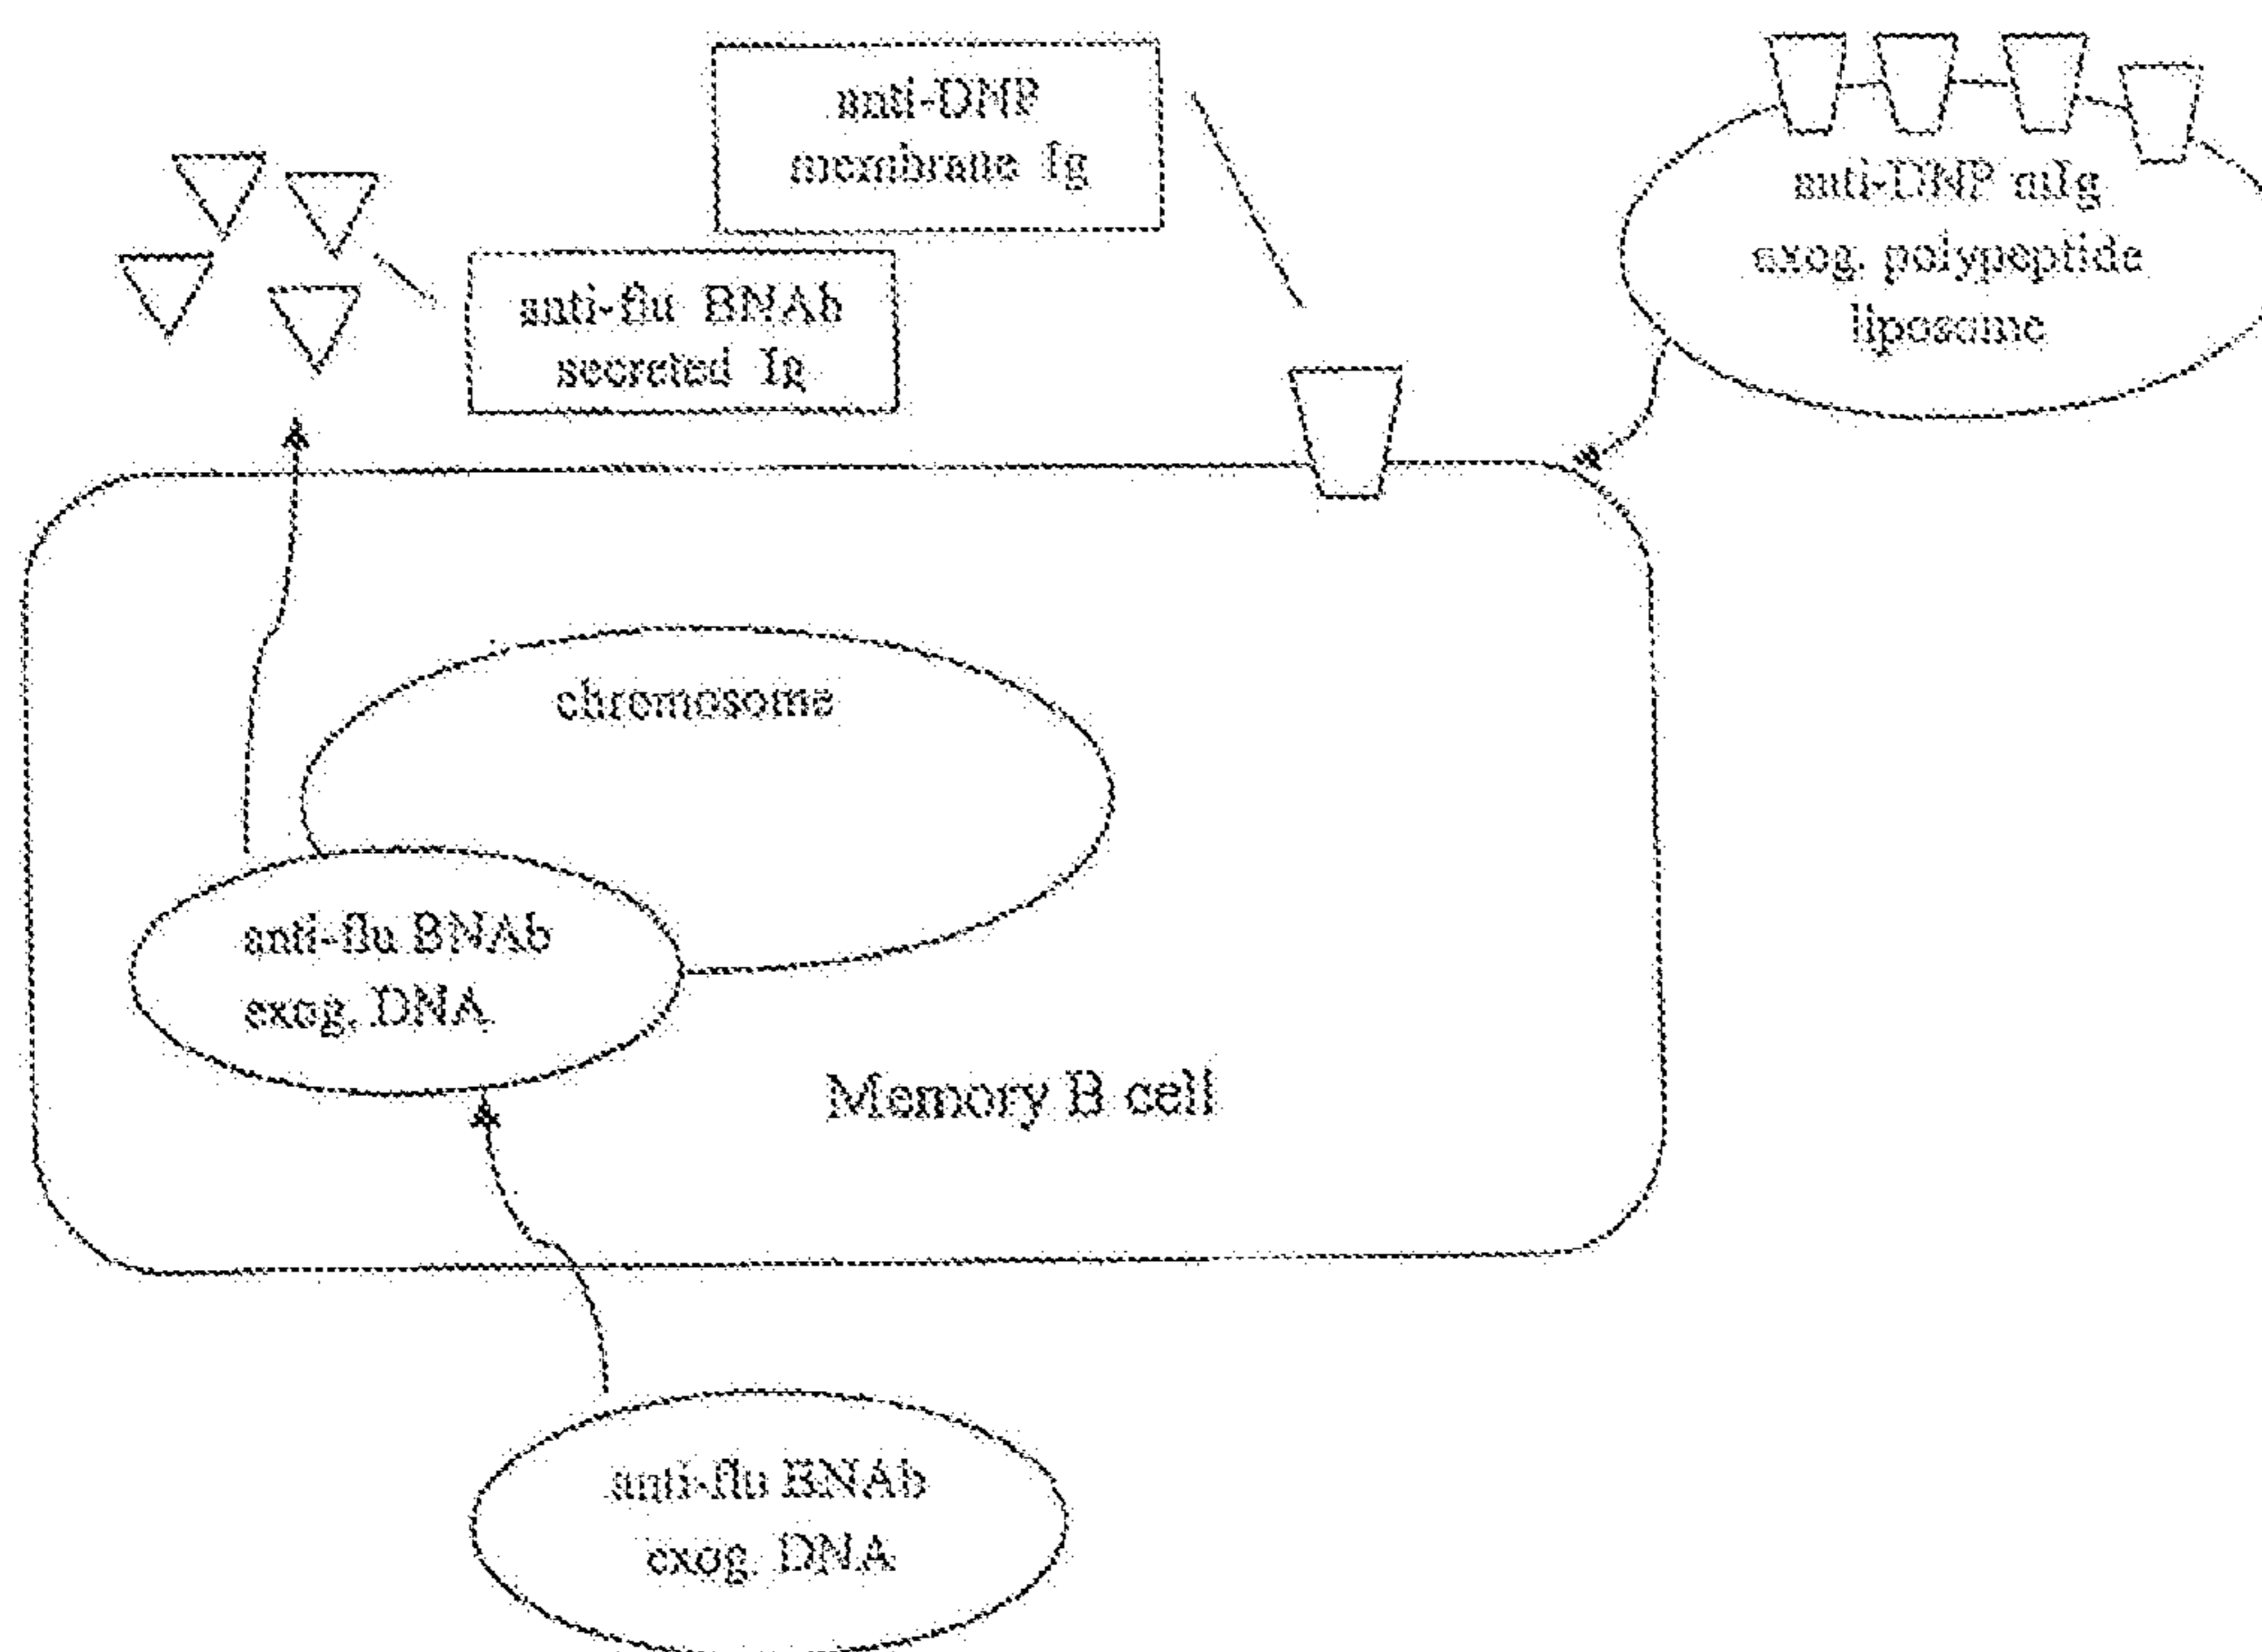 anti-DNP
membrane Ig
anti-DNP mIg
exog. polypeptide
liposome
anti-flu BNAb
secreted Ig
chromosome
anti-flu BNAb
exog. DNA
Memory B cell
anti-flu BNAb
exog. DNA